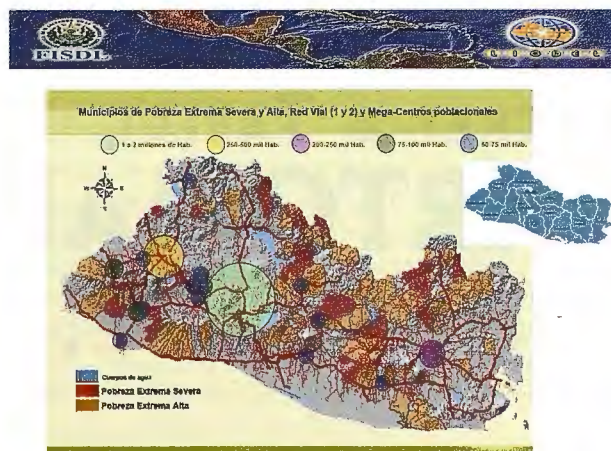 FISDL
Municipios de Pobreza Extrema Severa y Alta, Red Vial (1 y 2) y Mega-Centros poblacionales
1 a 2 millones de Hab.
250-500 mil Hab.
200-250 mil Hab.
75-100 mil Hab.
50-75 mil Hab.
N
Cuerpos de agua
Pobreza Extrema Severa
Pobreza Extrema Alta